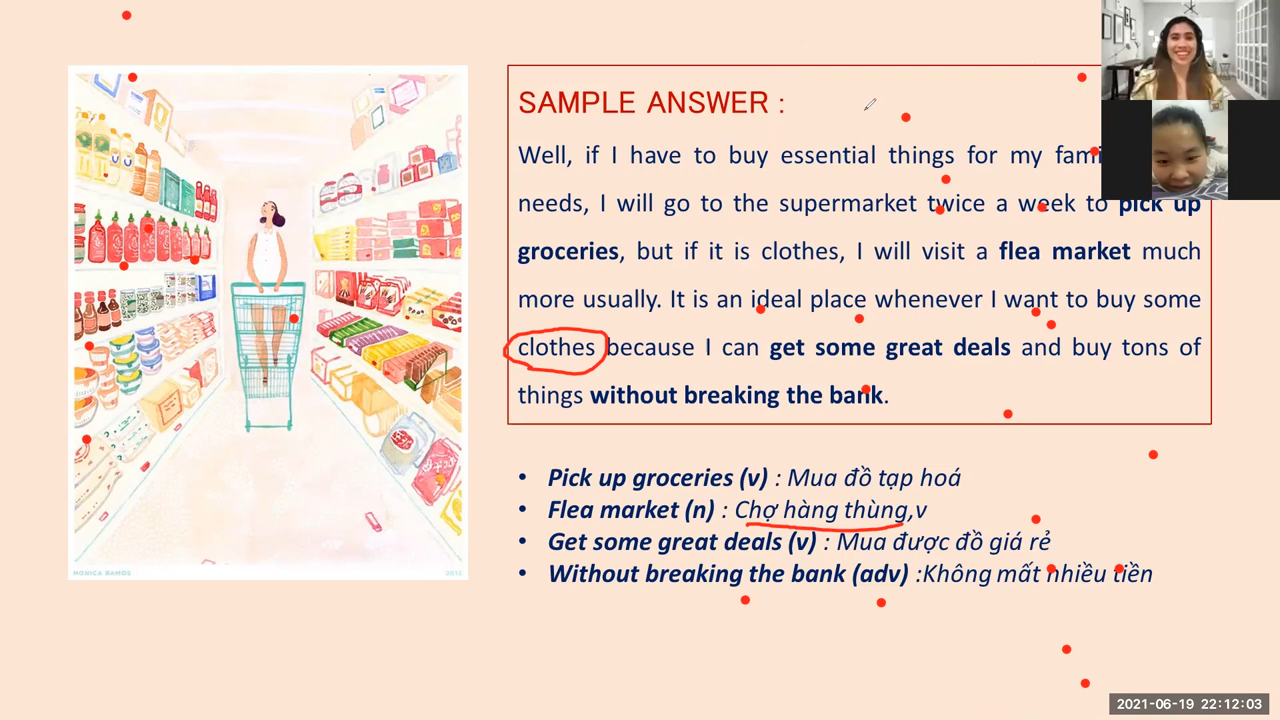 SAMPLE ANSWER :
Well, if I have to buy essential things for my
needs, I will go to the supermarket twice a week to pick up
groceries, but if it is clothes, I will visit a flea market much
more usually. It is an ideal place whenever I want to buy some
clothes because I can get some great deals and buy tons of
things without breaking the bank.
• Pick up groceries (v) : Mua đồ tạp hoá
• Flea market (n) : Chợ hàng thùng,v
• Get some great deals (v) : Mua được đồ giá rẻ
• Without breaking the bank (adv) :Không mất nhiều tiền
MONICA RAMOS 2012
2021-06-19 22:12:03